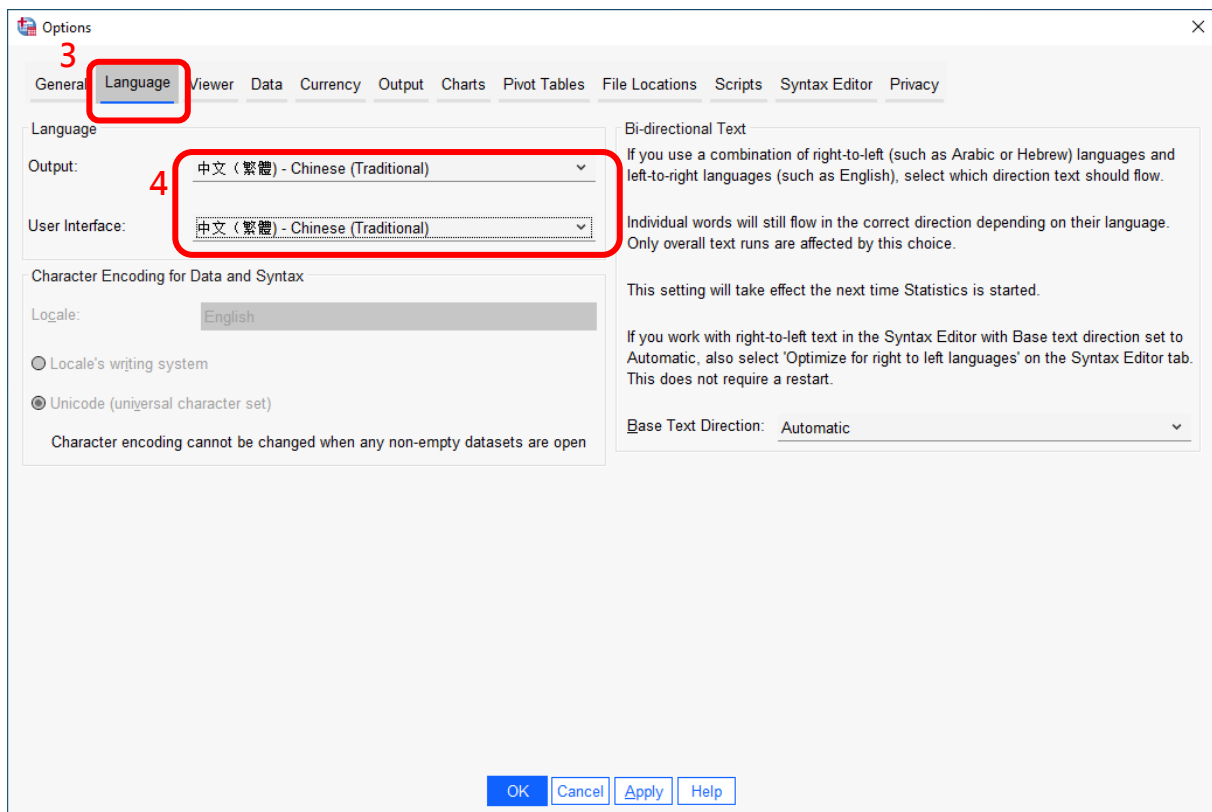 Options
3
General Language Viewer Data Currency Output Charts Pivot Tables File Locations Scripts Syntax Editor Privacy
Language
Output: 中文（繁體) - Chinese (Traditional)
4
User Interface: 中文（繁體) - Chinese (Traditional)
Character Encoding for Data and Syntax
Locale: English
Locale's writing system
Unicode (universal character set)
Character encoding cannot be changed when any non-empty datasets are open
Bi-directional Text
If you use a combination of right-to-left (such as Arabic or Hebrew) languages and
left-to-right languages (such as English), select which direction text should flow.
Individual words will still flow in the correct direction depending on their language.
Only overall text runs are affected by this choice.
This setting will take effect the next time Statistics is started.
If you work with right-to-left text in the Syntax Editor with Base text direction set to
Automatic, also select 'Optimize for right to left languages' on the Syntax Editor tab.
This does not require a restart.
Base Text Direction: Automatic
OK Cancel Apply Help